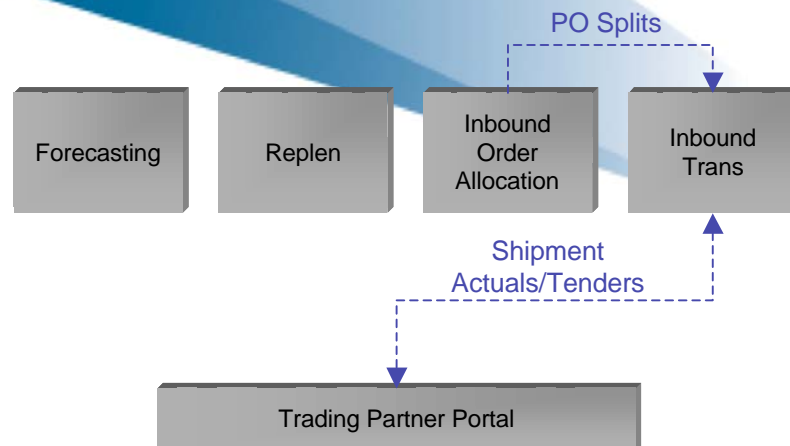 PO Splits
Forecasting
Replen
Inbound
Order
Allocation
Inbound
Trans
Shipment
Actuals/Tenders
Trading Partner Portal